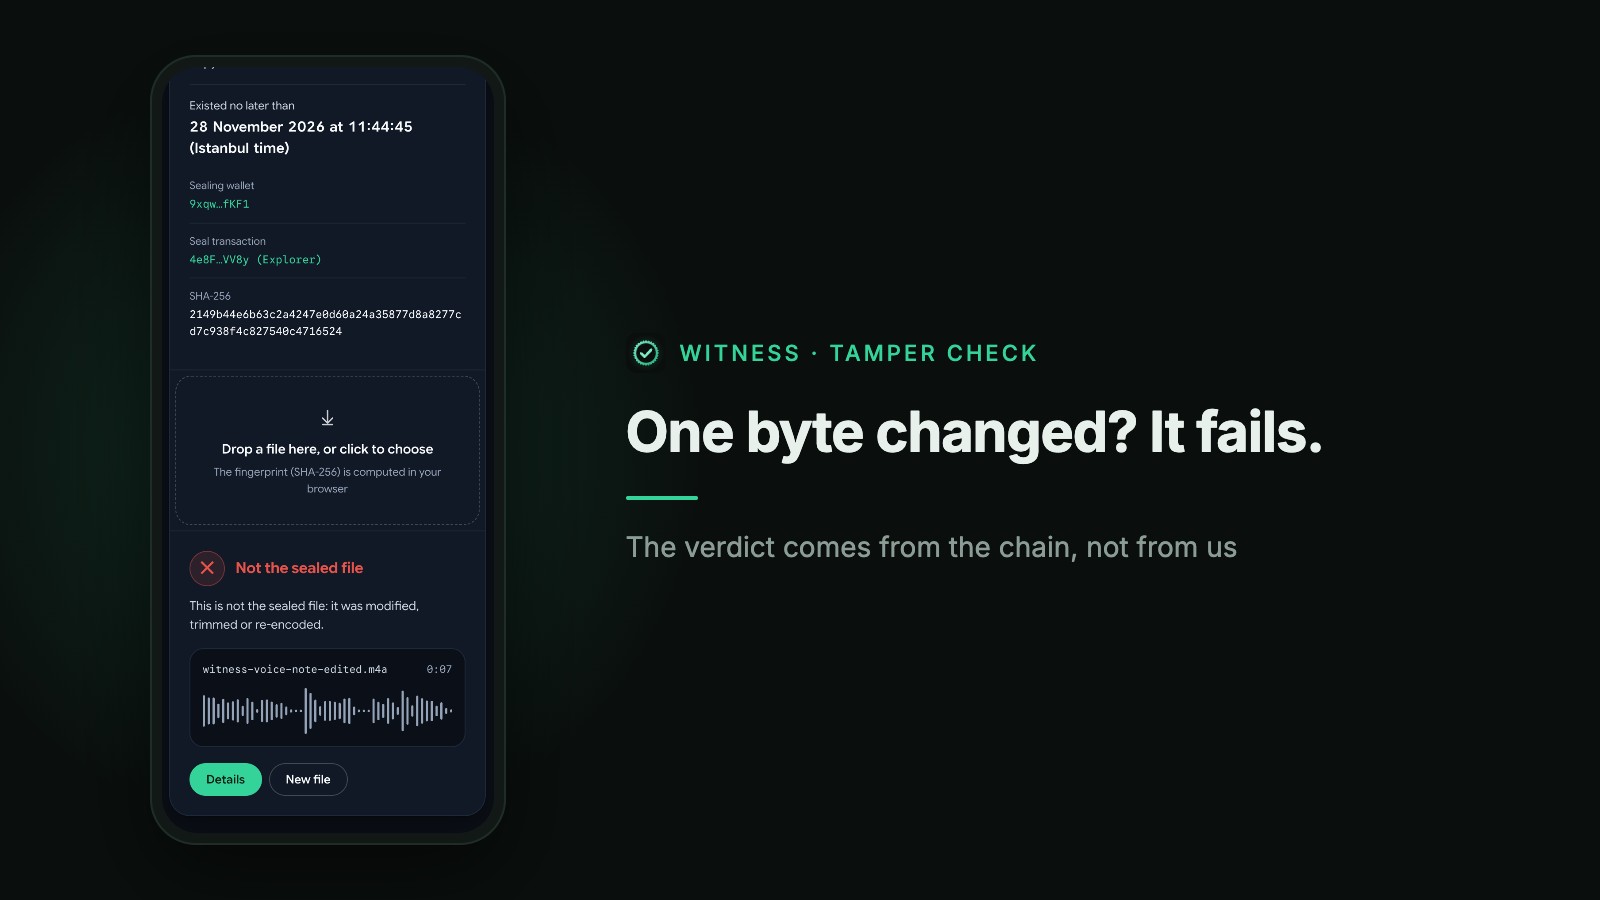 Existed no later than
28 November 2026 at 11:44:45
(Istanbul time)
Sealing wallet
9xqw…fKF1
Seal transaction
4e8F…VV8y (Explorer)
SHA-256
2149b44e6b63c2a4247e0d60a24a35877d8a8277c
d7c938f4c827540c4716524
Drop a file here, or click to choose
The fingerprint (SHA-256) is computed in your
browser
Not the sealed file
This is not the sealed file: it was modified,
trimmed or re-encoded.
witness-voice-note-edited.m4a 0:07
Details New file
WITNESS · TAMPER CHECK
One byte changed? It fails.
The verdict comes from the chain, not from us